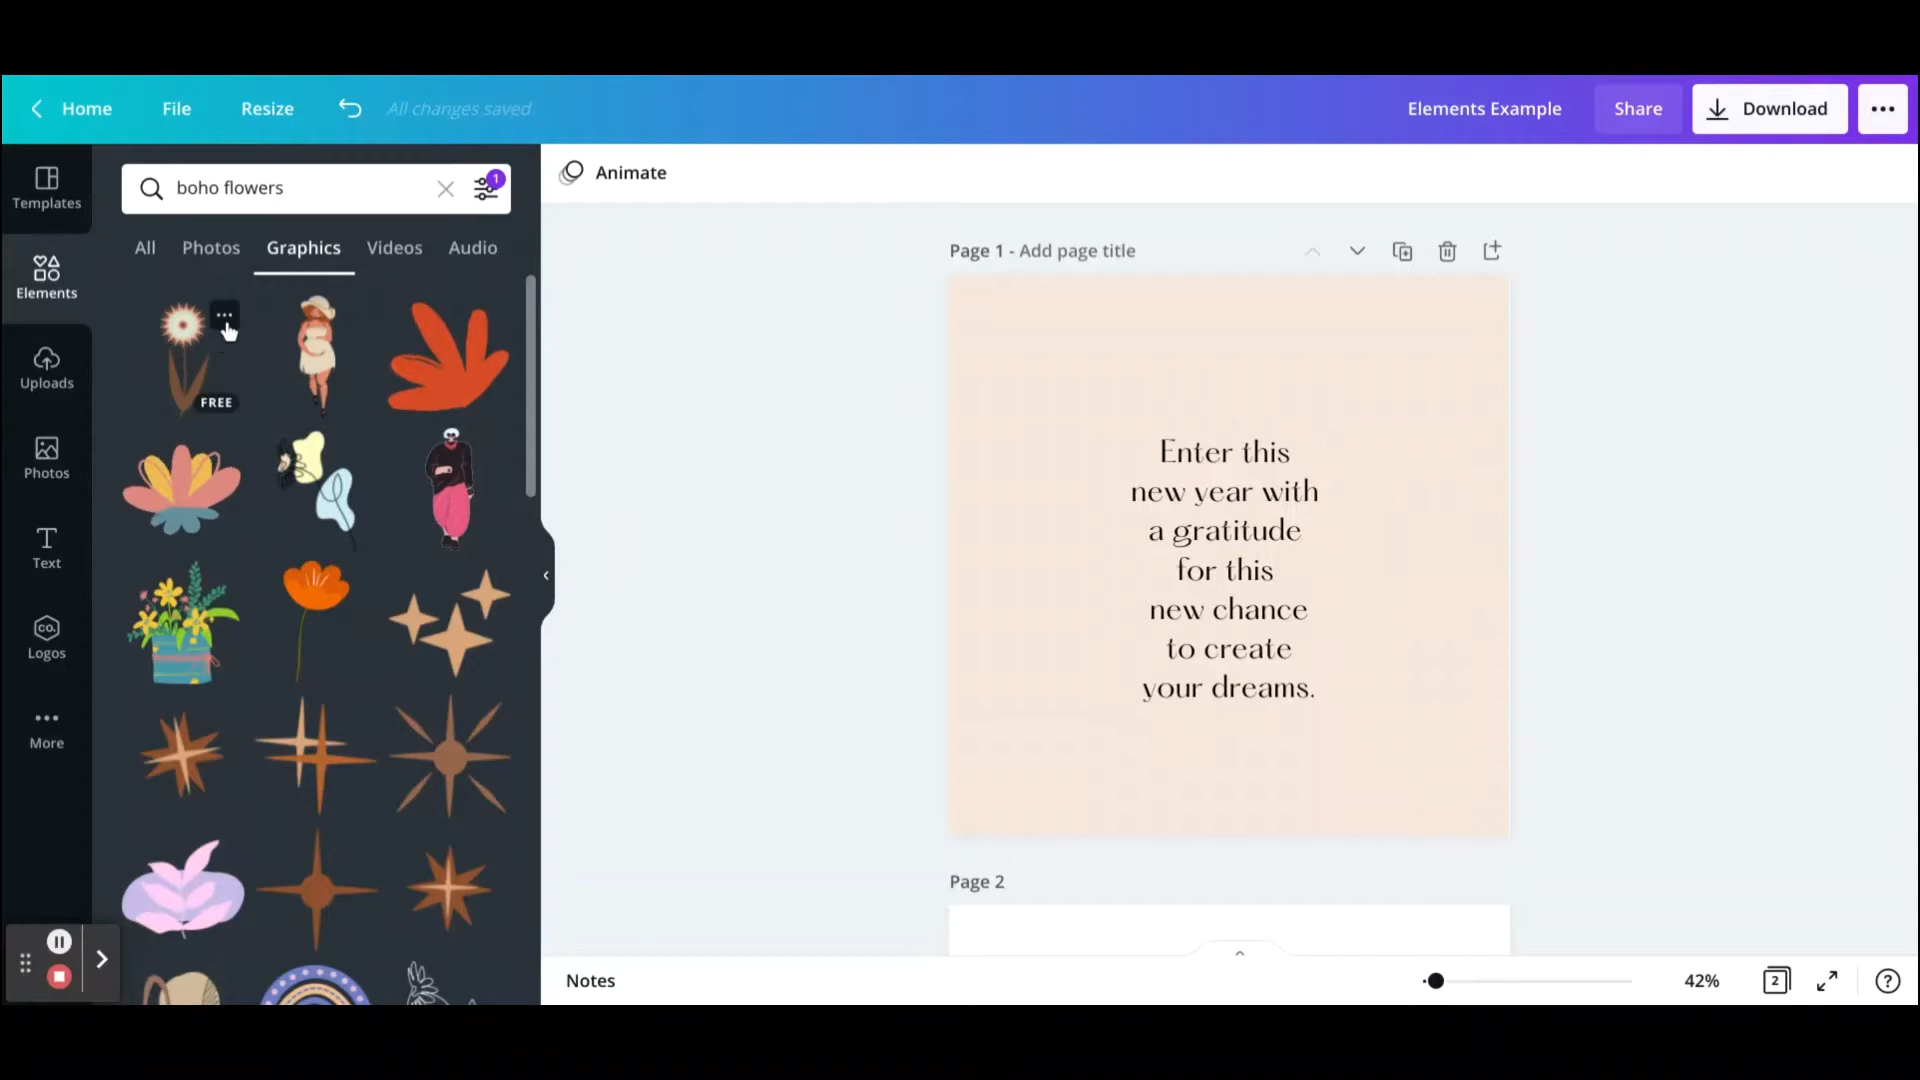 Home File Resize All changes saved Elements Example Share Download
Templates
boho flowers
1
Animate
All Photos Graphics Videos Audio
Page 1 - Add page title
Elements
FREE
Uploads
Photos
Text
CO.
Logos
More
Enter this
new year with
a gratitude
for this
new chance
to create
your dreams.
Page 2
Notes
42%
2
?